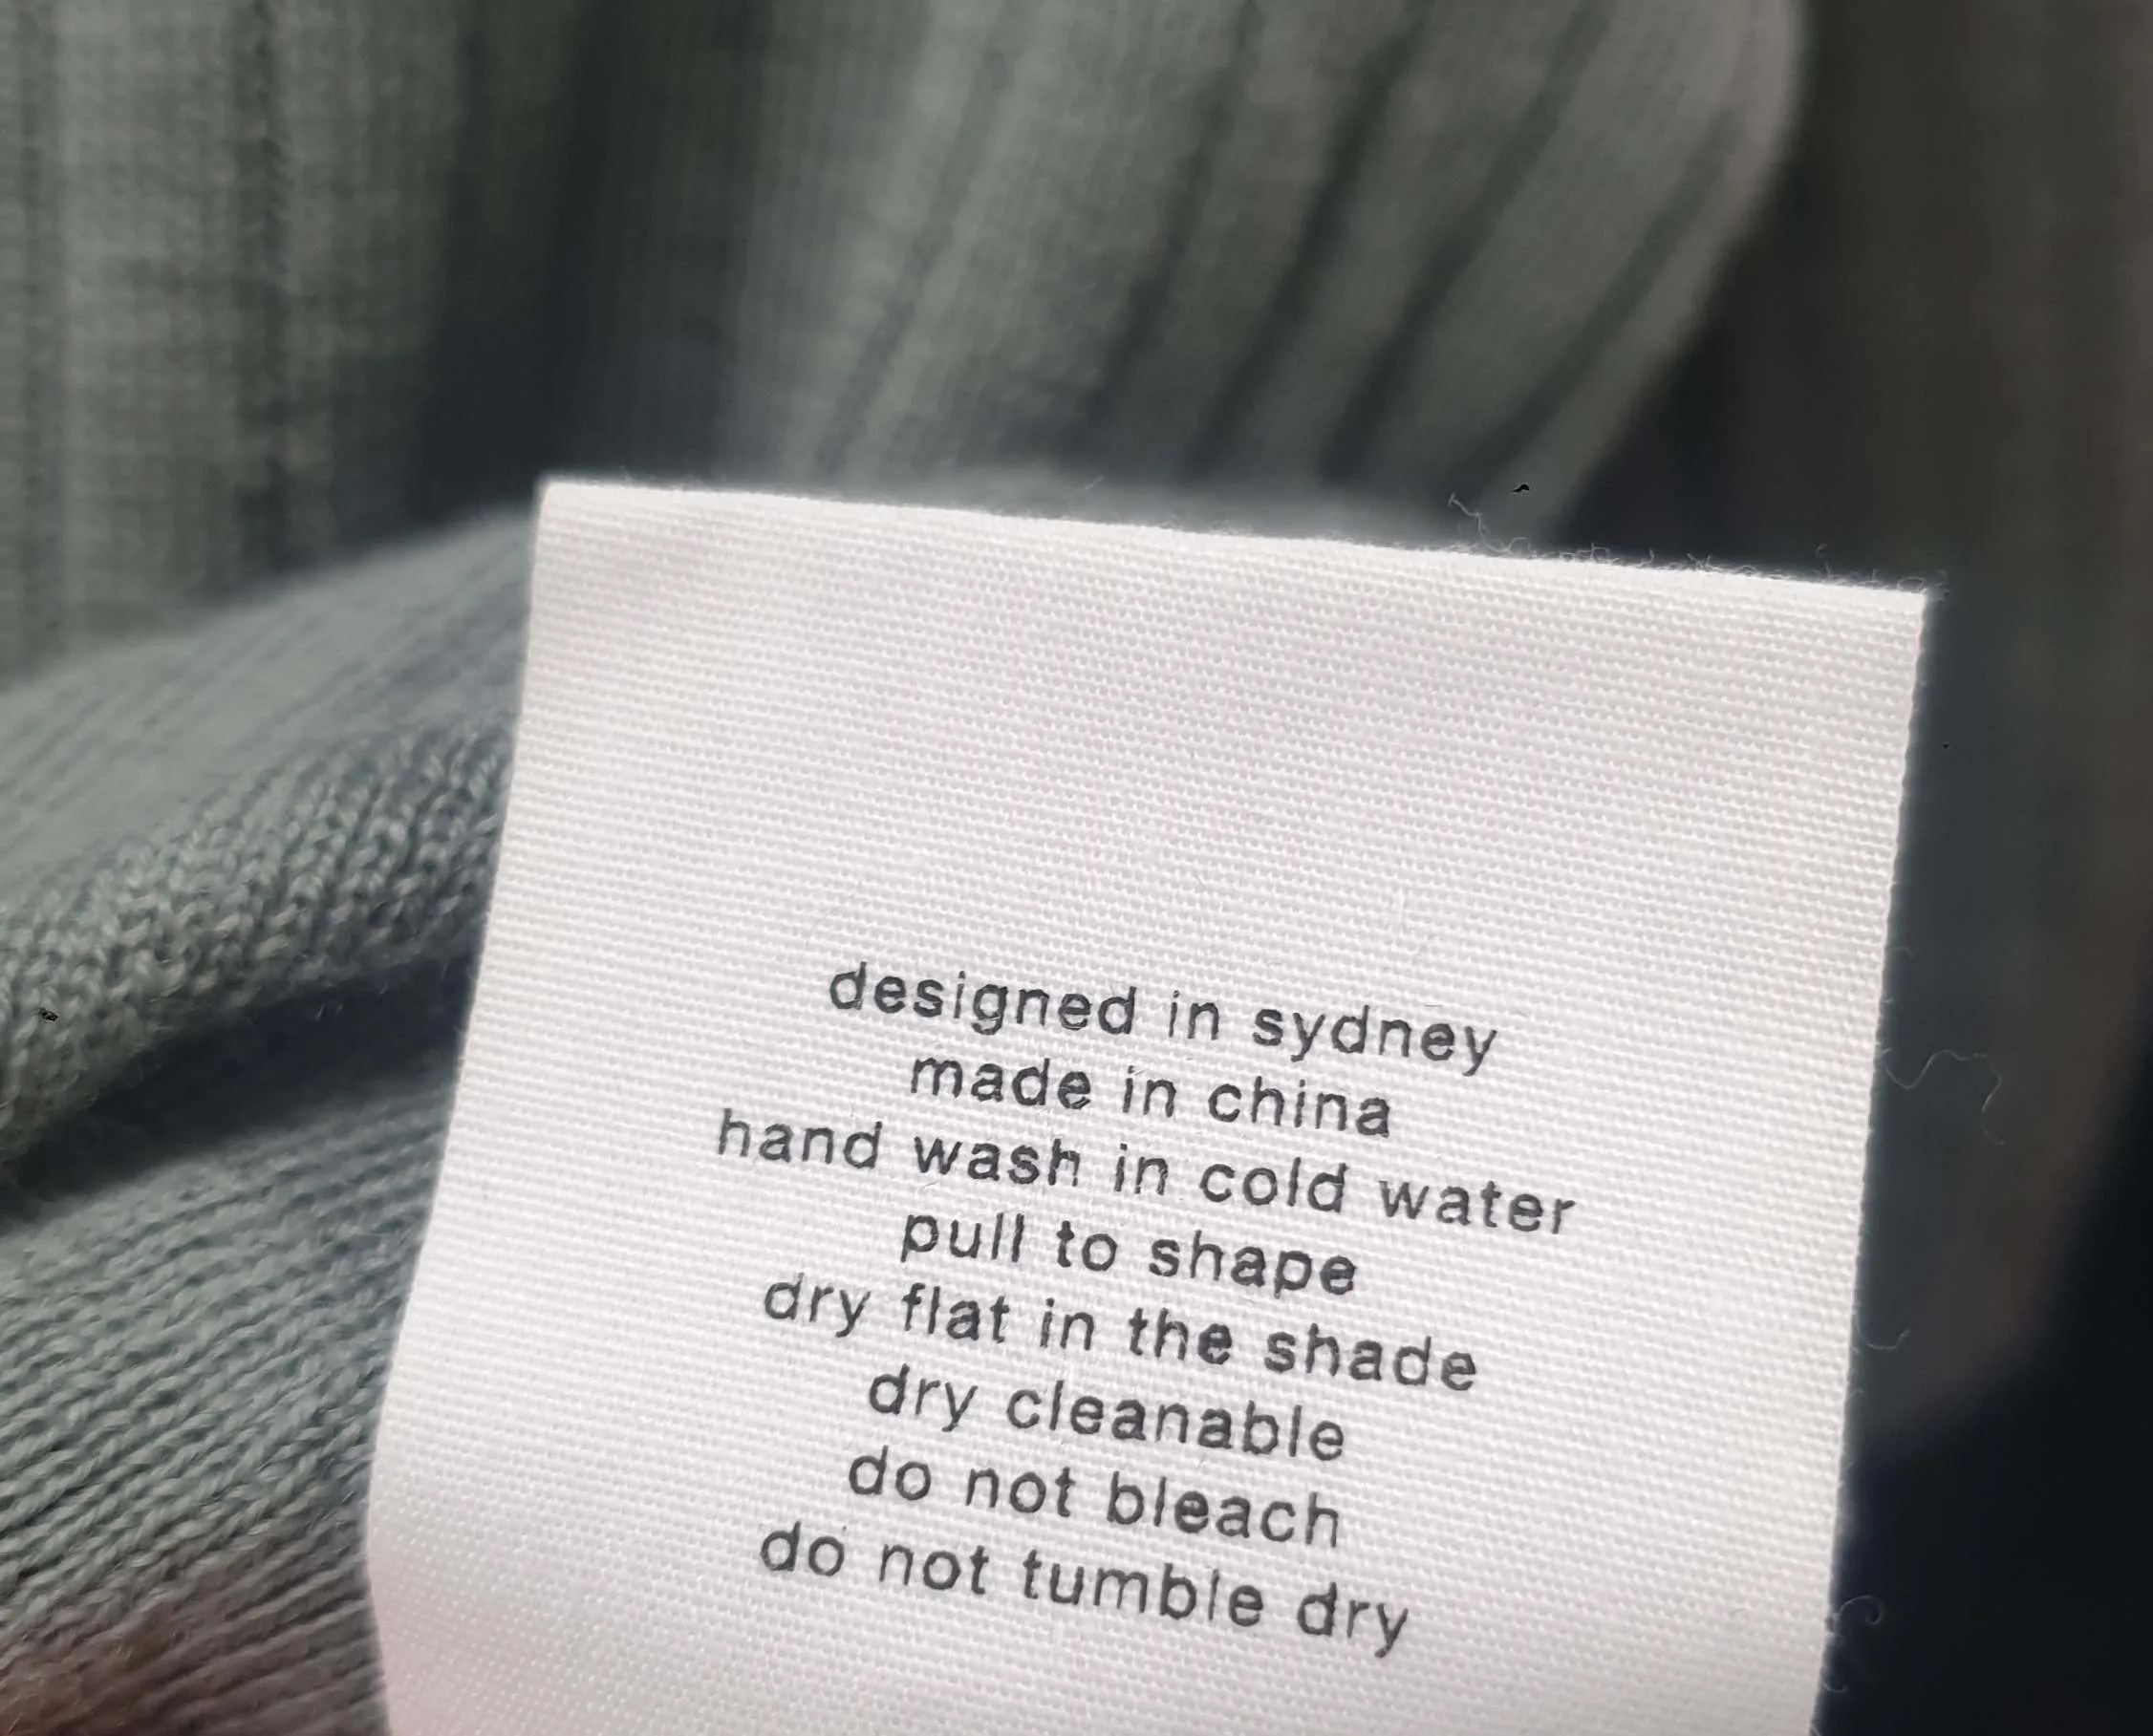 designed in sydney
made in china
hand wash in cold water
pull to shape
dry flat in the shade
dry cleanable
do not bleach
do not tumble dry